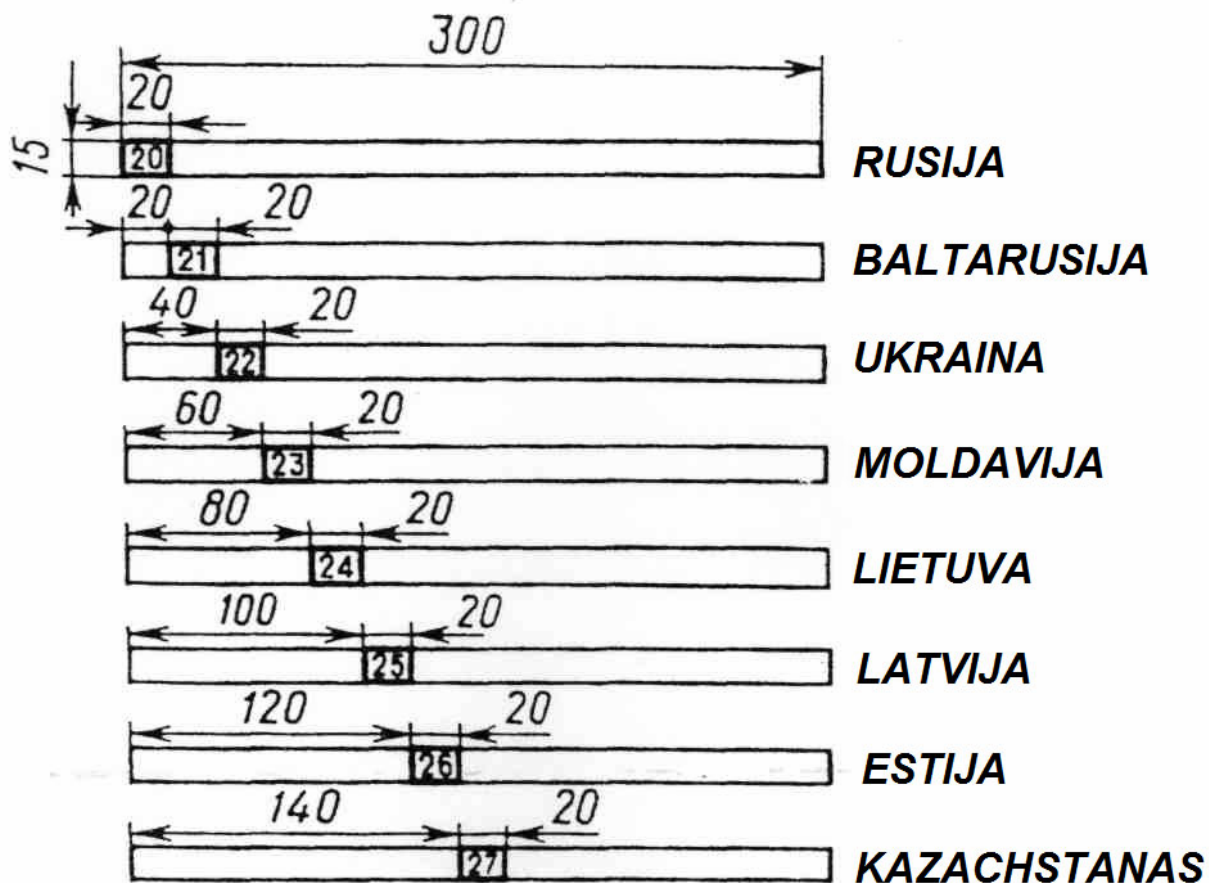 300
20
15
20 RUSIJA
20 20
21 BALTARUSIJA
40 20
22 UKRAINA
60 20
23 MOLDAVIJA
80 20
24 LIETUVA
100 20
25 LATVIJA
120 20
26 ESTIJA
140 20
27 KAZACHSTANAS